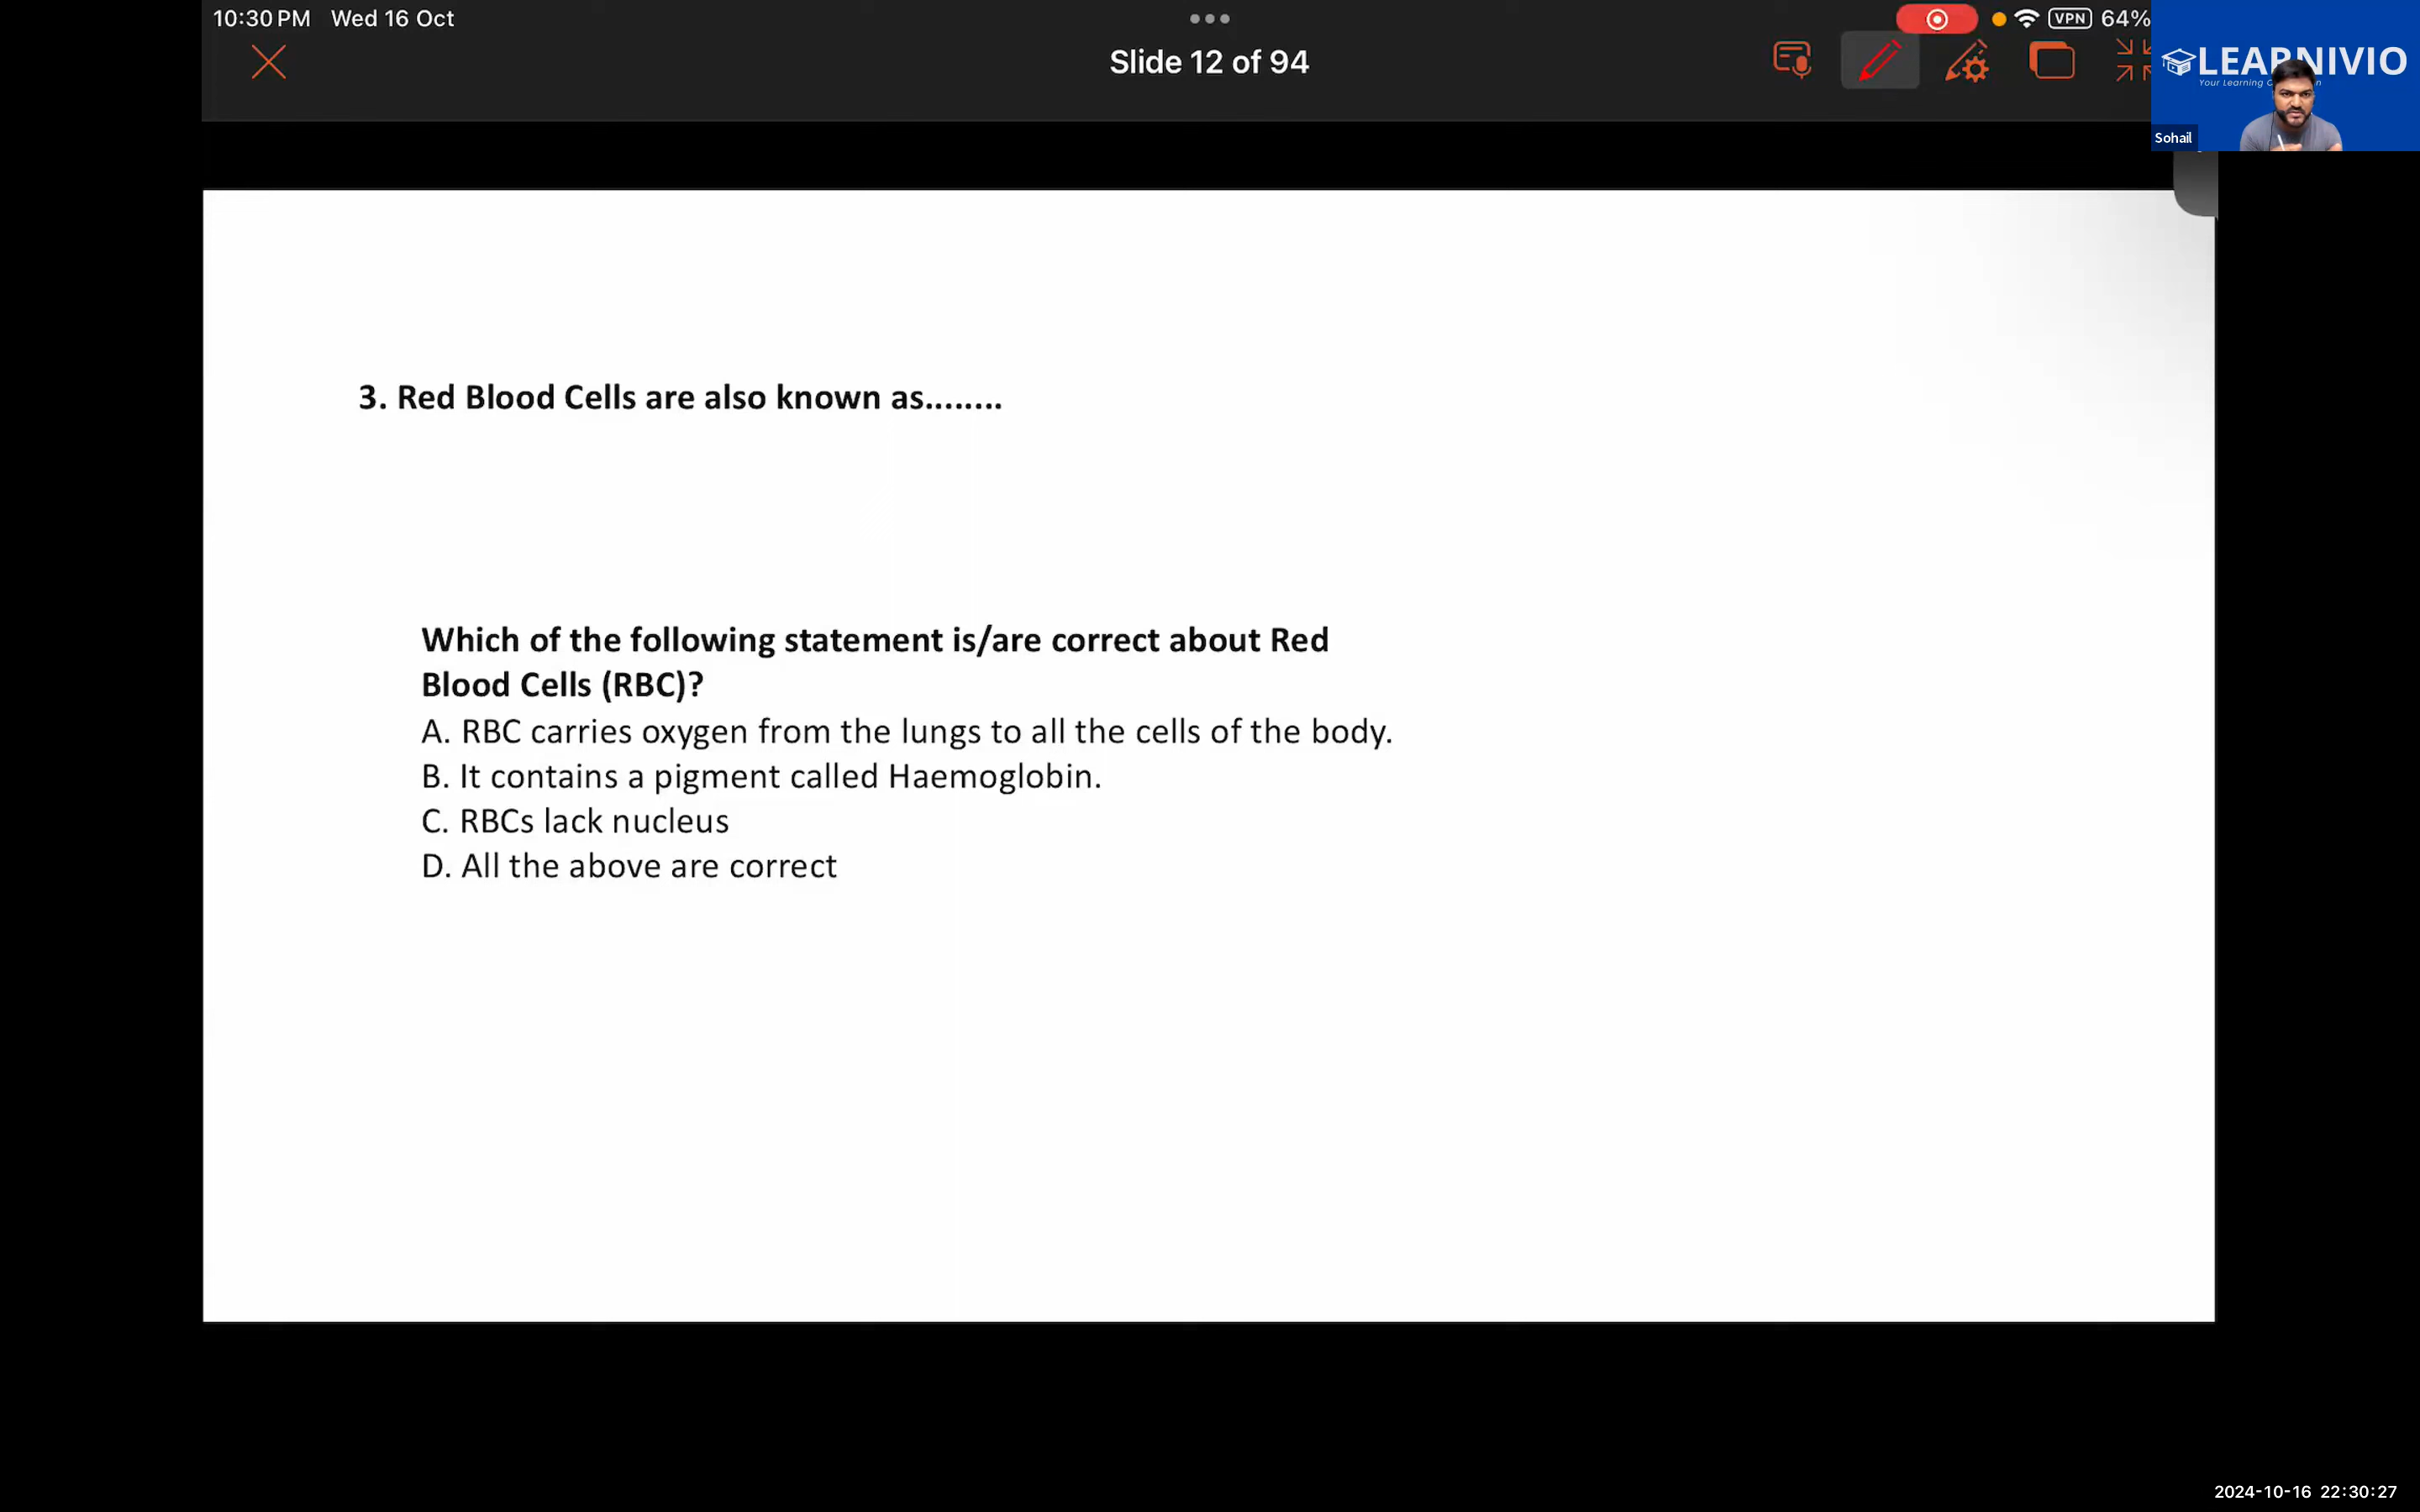 10:30 PM Wed 16 Oct
VPN 64%
Slide 12 of 94
Sohail
3. Red Blood Cells are also known as........
Which of the following statement is/are correct about Red
Blood Cells (RBC)?
A. RBC carries oxygen from the lungs to all the cells of the body.
B. It contains a pigment called Haemoglobin.
C. RBCs lack nucleus
D. All the above are correct
2024-10-16 22:30:27